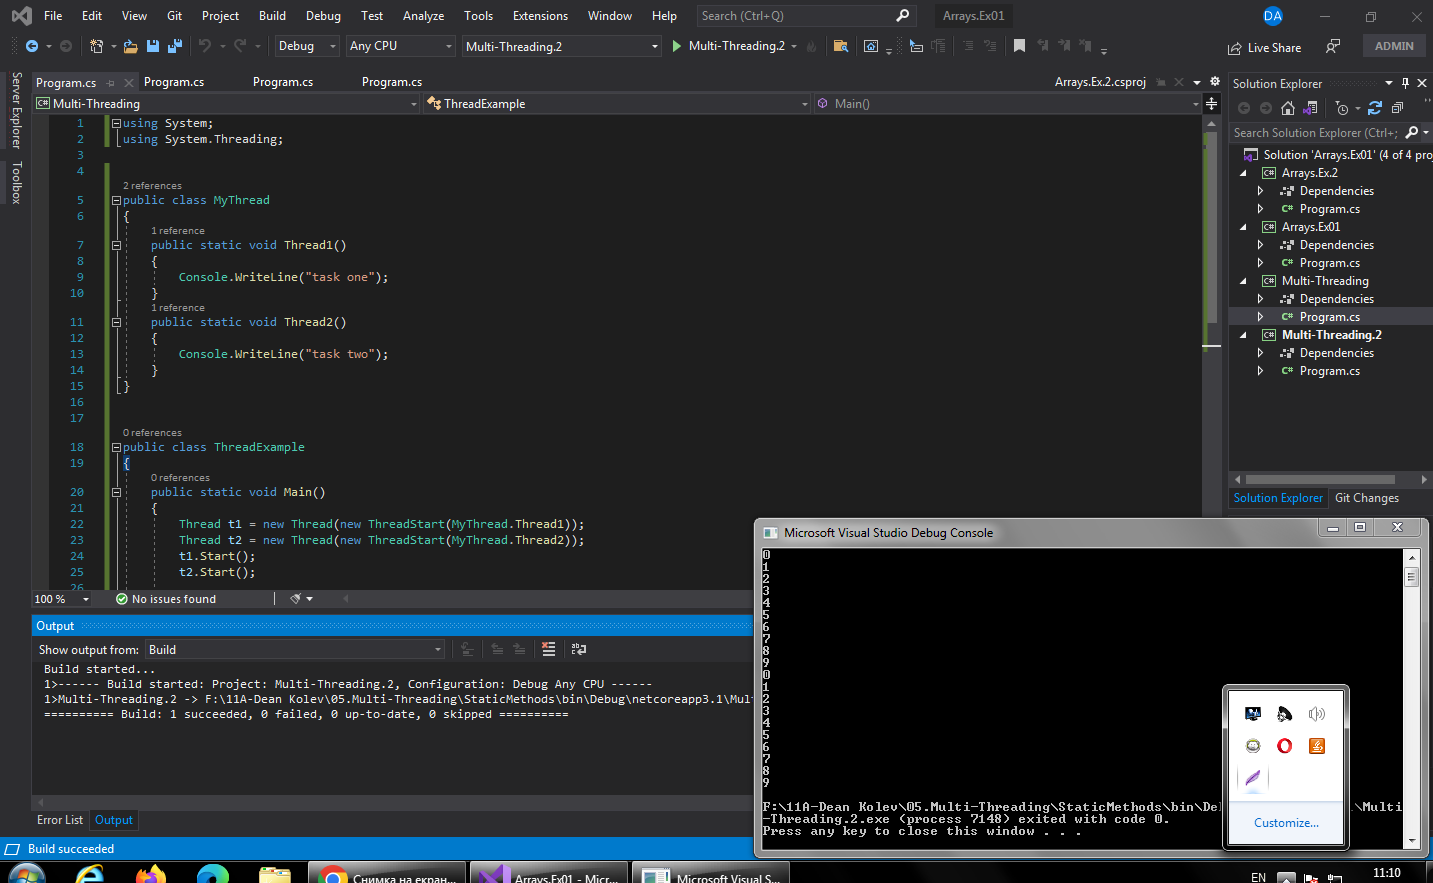 File Edit View Git Project Build Debug Test Analyze Tools Extensions Window Help Search (Ctrl+Q) Arrays.Ex01 DA
Debug Any CPU Multi-Threading.2 Multi-Threading.2 Live Share ADMIN
Server Explorer
Toolbox
Program.cs Program.cs Program.cs Program.cs Arrays.Ex.2.csproj
Multi-Threading ThreadExample Main()
1 using System;
2 using System.Threading;
3
4
2 references
5 public class MyThread
6 {
1 reference
7 public static void Thread1()
8 {
9 Console.WriteLine("task one");
10 }
1 reference
11 public static void Thread2()
12 {
13 Console.WriteLine("task two");
14 }
15 }
16
17
0 references
18 public class ThreadExample
19 {
0 references
20 public static void Main()
21 {
22 Thread t1 = new Thread(new ThreadStart(MyThread.Thread1));
23 Thread t2 = new Thread(new ThreadStart(MyThread.Thread2));
24 t1.Start();
25 t2.Start();
26
100 % No issues found
Output
Show output from: Build
Build started...
1>------ Build started: Project: Multi-Threading.2, Configuration: Debug Any CPU ------
1>Multi-Threading.2 -> F:\11A-Dean Kolev\05.Multi-Threading\StaticMethods\bin\Debug\netcoreapp3.1\Mul
========== Build: 1 succeeded, 0 failed, 0 up-to-date, 0 skipped ==========
Error List Output
Build succeeded
Solution Explorer
Search Solution Explorer (Ctrl+;
Solution 'Arrays.Ex01' (4 of 4 proj
C# Arrays.Ex.2
Dependencies
C# Program.cs
C# Arrays.Ex01
Dependencies
C# Program.cs
C# Multi-Threading
Dependencies
C# Program.cs
C# Multi-Threading.2
Dependencies
C# Program.cs
Solution Explorer Git Changes
Microsoft Visual Studio Debug Console
0
1
2
3
4
5
6
7
8
9
0
1
2
3
4
5
6
7
8
9
F:\11A-Dean Kolev\05.Multi-Threading\StaticMethods\bin\De \Multi
-Threading.2.exe (process 7148) exited with code 0.
Press any key to close this window . . .
Customize...
Снимка на екран... Arrays.Ex01 - Micr... Microsoft Visual S... EN 11:10